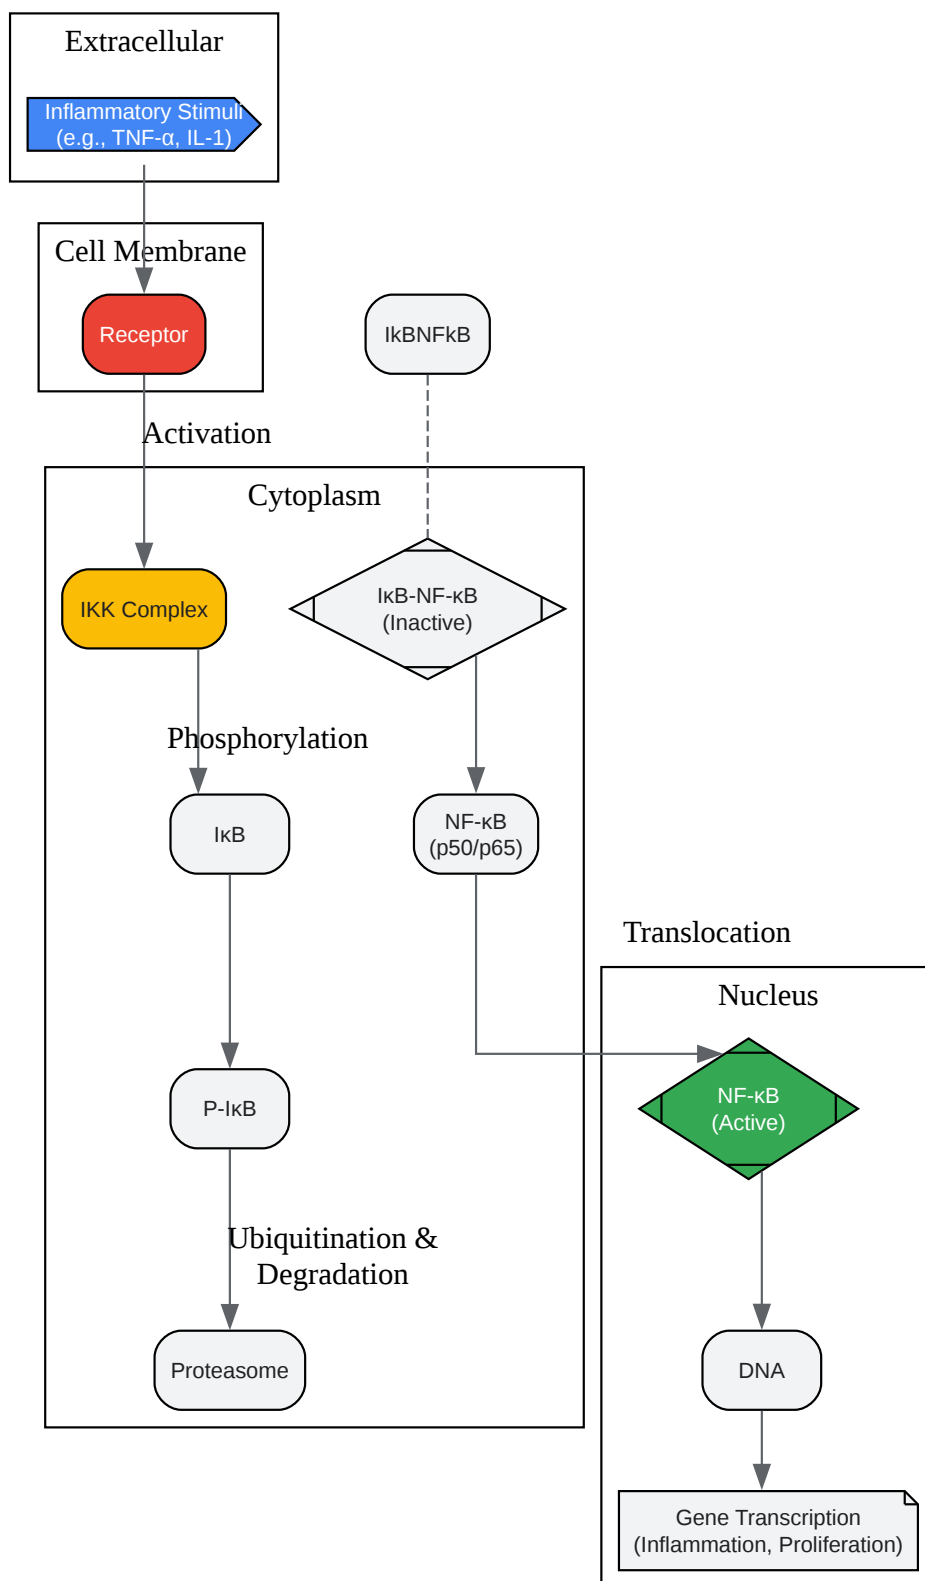 Extracellular
Inflammatory Stimuli
(e.g., TNF-α, IL-1)
Cell Membrane
Receptor
IkBNFkB
Activation
Cytoplasm
IKK Complex
IκB-NF-κB
(Inactive)
Phosphorylation
IκB
NF-κB
(p50/p65)
Translocation
Nucleus
P-IκB
NF-κB
(Active)
Ubiquitination &
Degradation
Proteasome
DNA
Gene Transcription
(Inflammation, Proliferation)